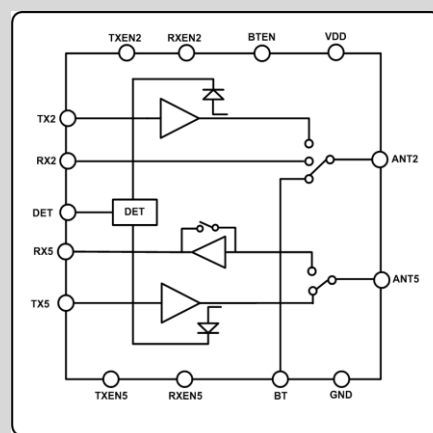 TXEN2 RXEN2 BTEN VDD
TX2
RX2 ANT2
DET DET
RX5
ANT5
TX5
TXEN5 RXEN5 BT GND